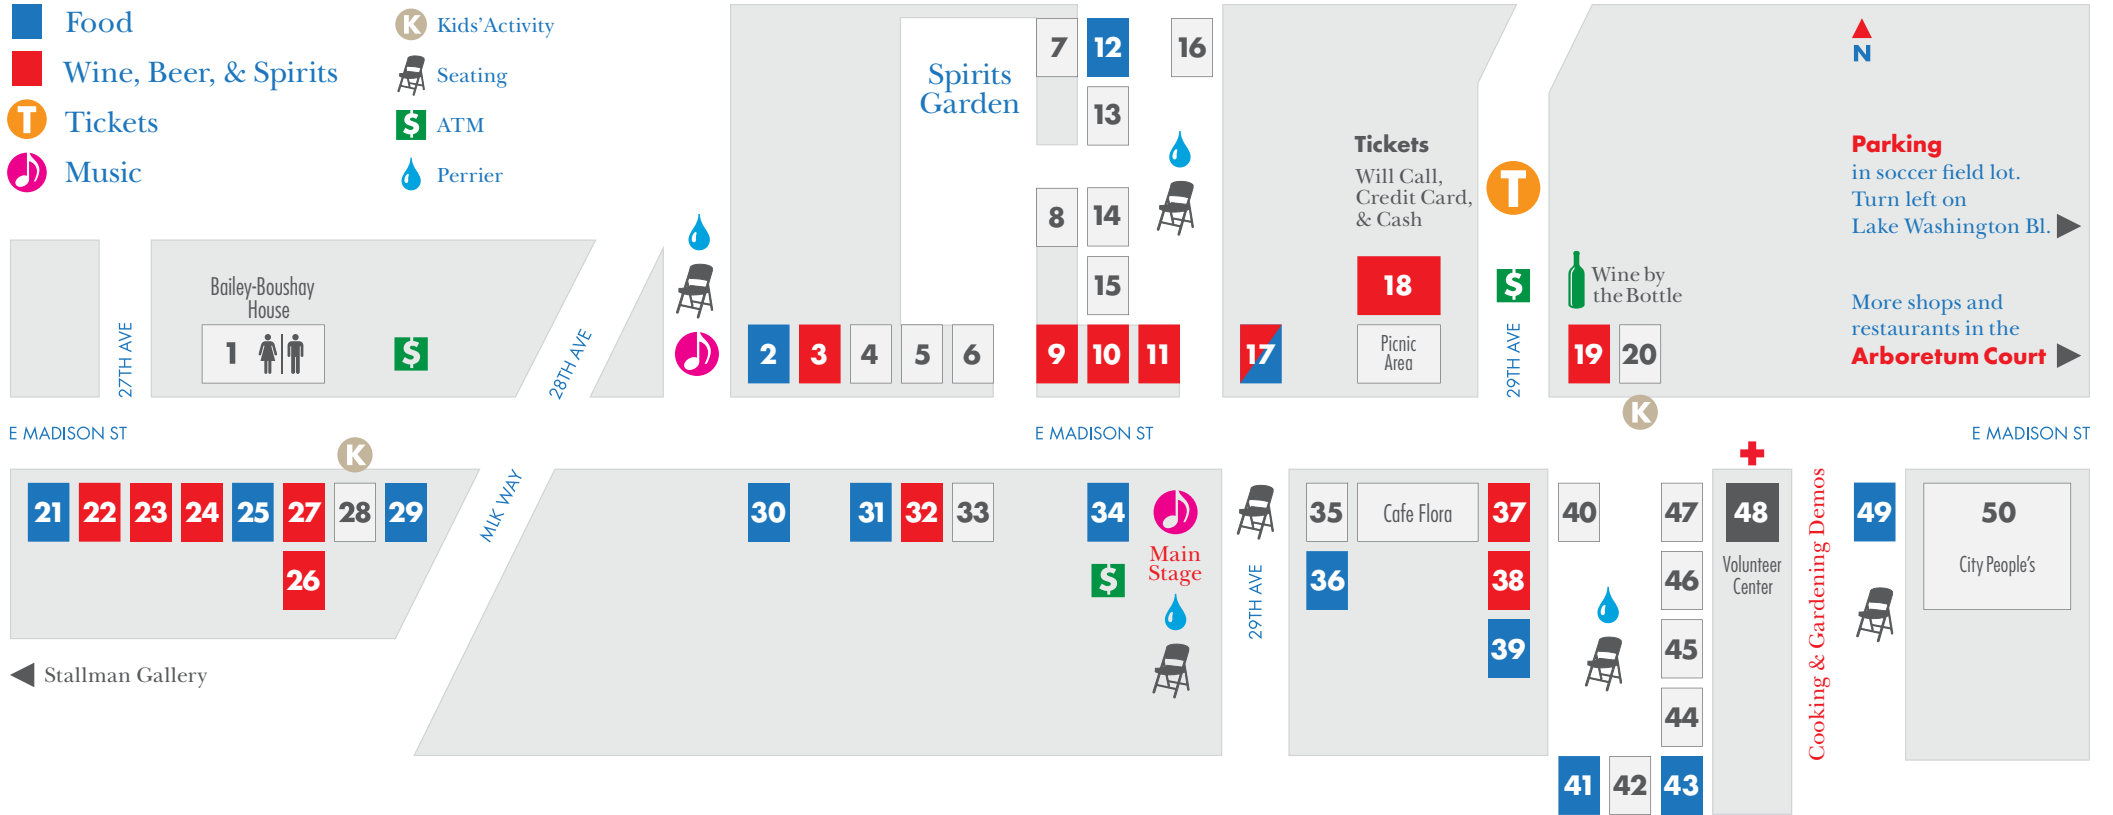 Food
Wine, Beer, & Spirits
T
Tickets
Music
K
Kids' Activity
Seating
$
ATM
Perrier
Spirits
Garden
7
12
16
13
8
14
15
Tickets
Will Call,
Credit Card,
& Cash
T
18
$
Picnic
Area
29TH AVE
Wine by
the Bottle
N
Parking
in soccer field lot.
Turn left on
Lake Washington Bl.
More shops and
restaurants in the
Arboretum Court
27TH AVE
Bailey-Boushay
House
1
$
28TH AVE
2
3
4
5
6
9
10
11
17
19
20
K
E MADISON ST
E MADISON ST
E MADISON ST
K
21
22
23
24
25
27
28
29
26
MLK WAY
Stallman Gallery
30
31
32
33
34
Main
Stage
$
29TH AVE
35
Cafe Flora
37
36
38
39
40
47
46
45
44
41
42
43
48
Volunteer
Center
Cooking & Gardening Demos
49
50
City People's